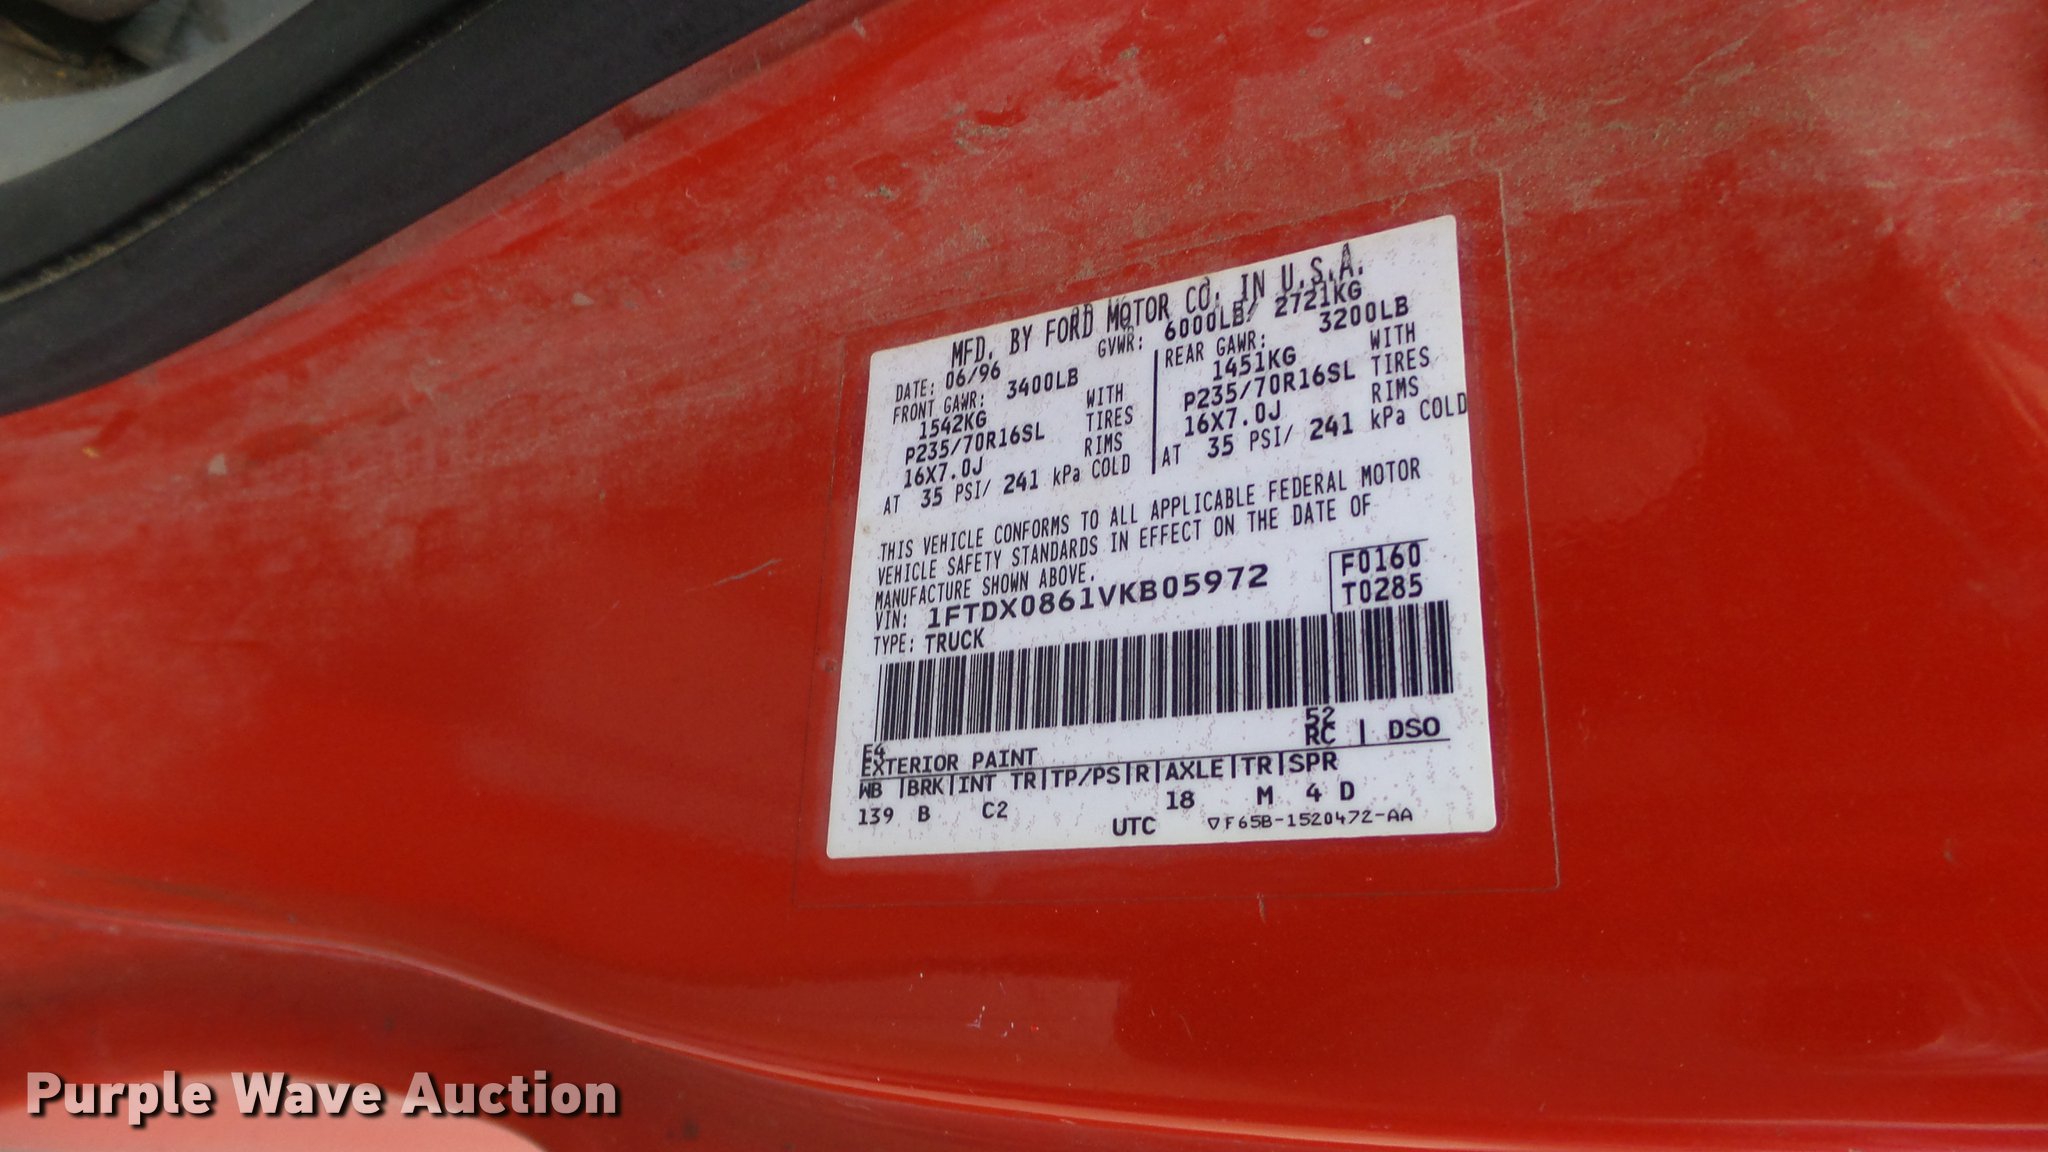 MFD. BY FORD MOTOR CO. IN U.S.A.
DATE: 06/96 GVWR: 6000LB/ 2721KG
FRONT GAWR: 3400LB REAR GAWR: 3200LB
1542KG WITH 1451KG WITH
P235/70R16SL TIRES P235/70R16SL TIRES
16X7.0J RIMS 16X7.0J RIMS
AT 35 PSI/ 241 kPa COLD AT 35 PSI/ 241 kPa COLD
THIS VEHICLE CONFORMS TO ALL APPLICABLE FEDERAL MOTOR
VEHICLE SAFETY STANDARDS IN EFFECT ON THE DATE OF
MANUFACTURE SHOWN ABOVE.
VIN: 1FTDX0861VKB05972 F0160
TYPE: TRUCK T0285
E4 52
EXTERIOR PAINT RC | DSO
WB |BRK|INT TR|TP/PS|R|AXLE|TR|SPR
139 B C2 18 M 4 D
UTC ▽F65B-1520472-AA
Purple Wave Auction